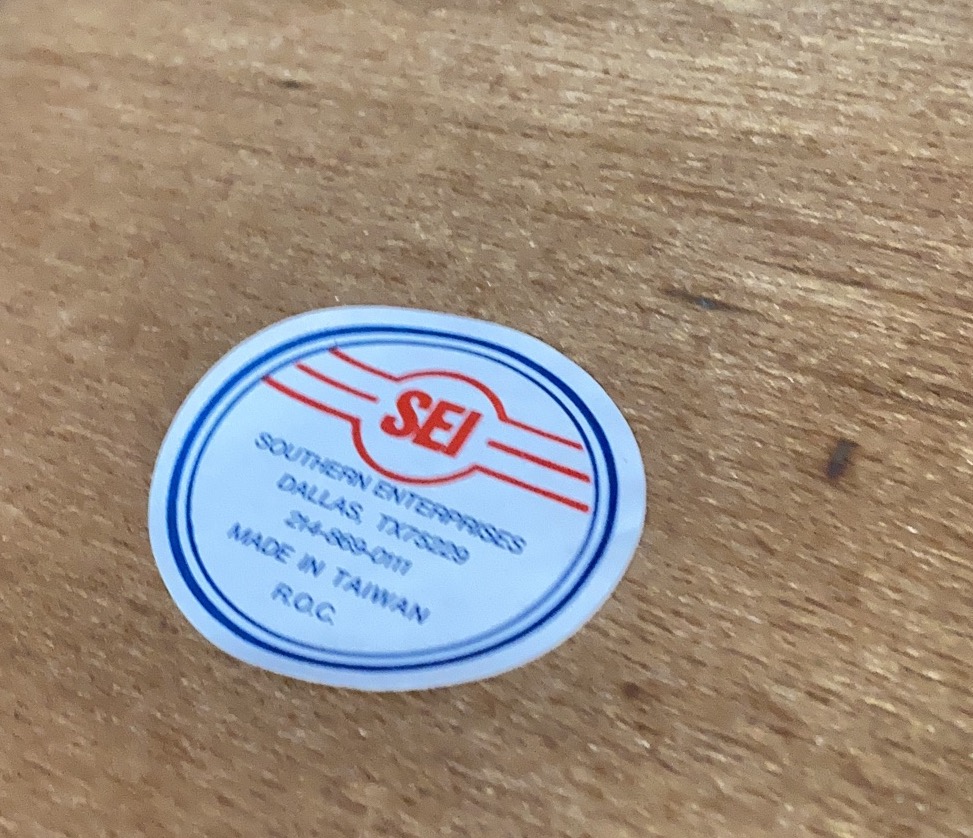 SEI
SOUTHERN ENTERPRISES
DALLAS, TX75229
214-869-0111
MADE IN TAIWAN
R.O.C.